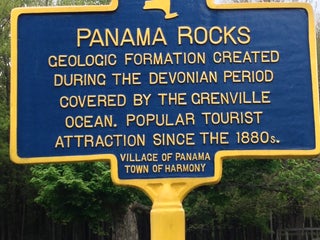 PANAMA ROCKS
GEOLOGIC FORMATION CREATED
DURING THE DEVONIAN PERIOD
COVERED BY THE GRENVILLE
OCEAN. POPULAR TOURIST
ATTRACTION SINCE THE 1880s.
VILLAGE OF PANAMA
TOWN OF HARMONY